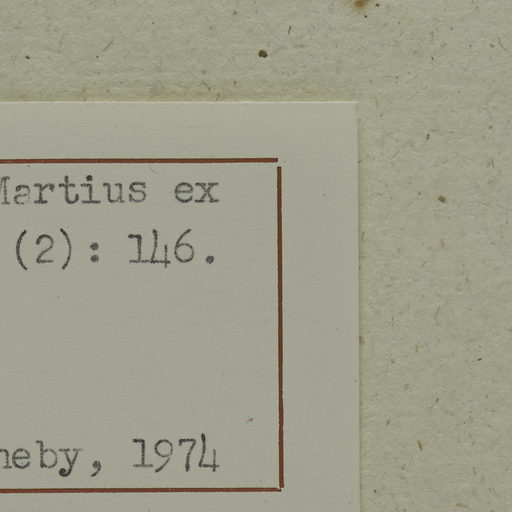 Martius ex
(2): 146.
neby, 1974